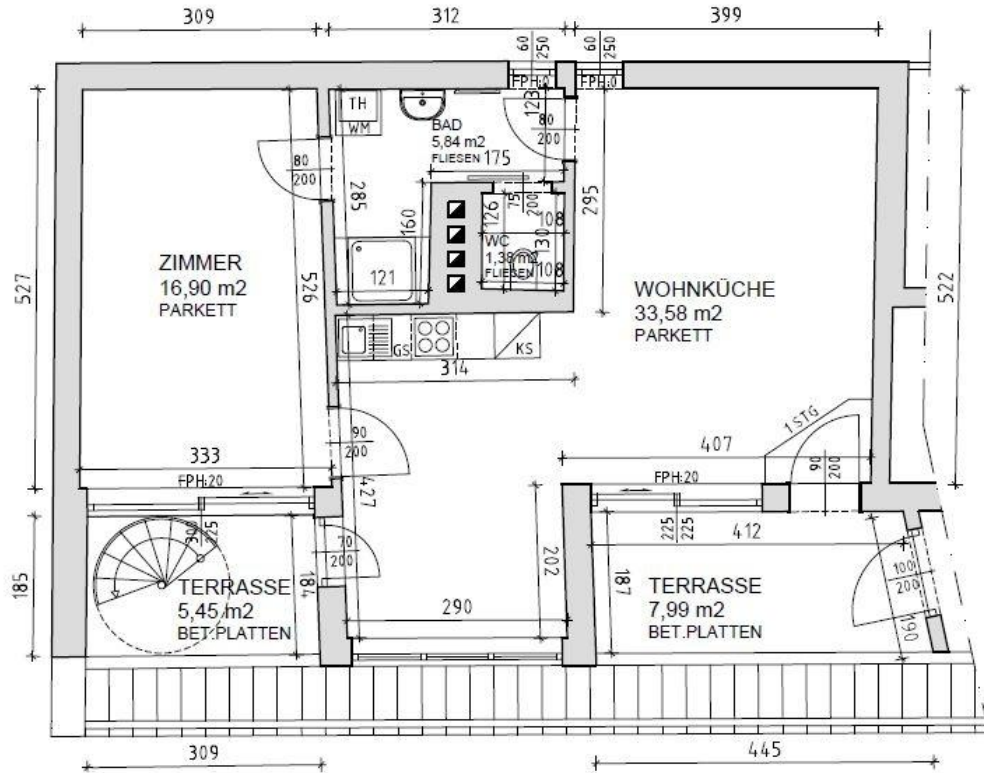 309
312
399
60
250
60
250
FPH:0
FPH:0
TH
WM
123
BAD
5,84 m2
FLIESEN
175
80
200
80
200
285
160
126
75
200
108
WC
1,38 m2
FLIESEN
130
108
295
121
527
526
522
ZIMMER
16,90 m2
PARKETT
WOHNKÜCHE
33,58 m2
PARKETT
GS
KS
314
1 STG
90
200
333
407
90
200
FPH:20
FPH:20
427
300
225
225
225
412
70
200
202
185
184
187
TERRASSE
5,45 m2
BET.PLATTEN
TERRASSE
7,99 m2
BET.PLATTEN
100
200
190
290
309
445